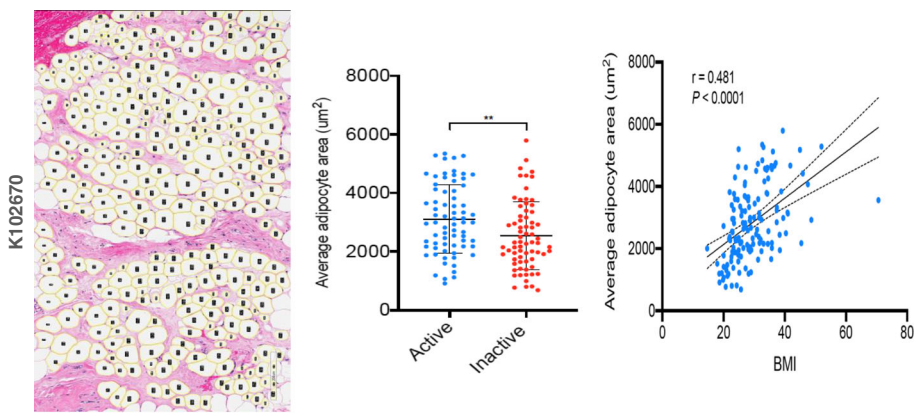 K102670
Average adipocyte area (um²)
8000
6000
4000
2000
0
**
Active
Inactive
Average adipocyte area (um²)
8000
6000
4000
2000
0
r = 0.481
P < 0.0001
0
20
40
60
80
BMI